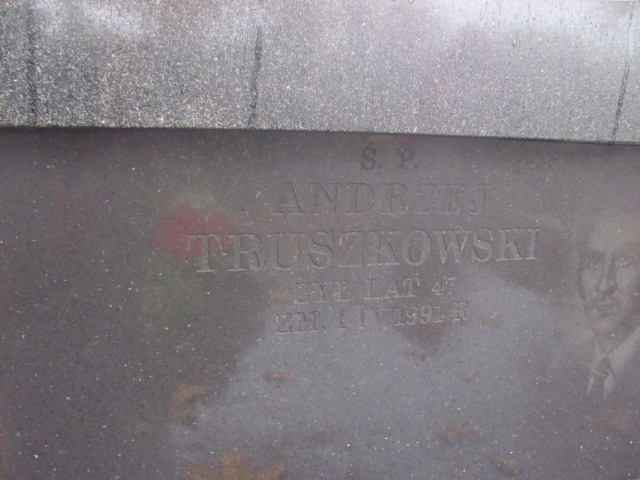 Ś. P.
ANDRZEJ
TRUSZKOWSKI
ŻYŁ LAT 47
ZM. 1 IV 1991 R